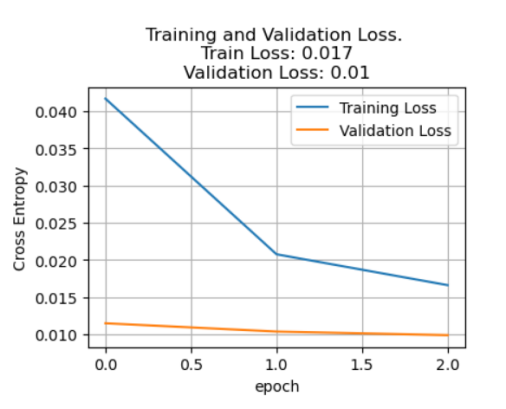 Training and Validation Loss.
Train Loss: 0.017
Validation Loss: 0.01
Training Loss
Validation Loss
0.040
0.035
0.030
0.025
0.020
0.015
0.010
Cross Entropy
0.0 0.5 1.0 1.5 2.0
epoch